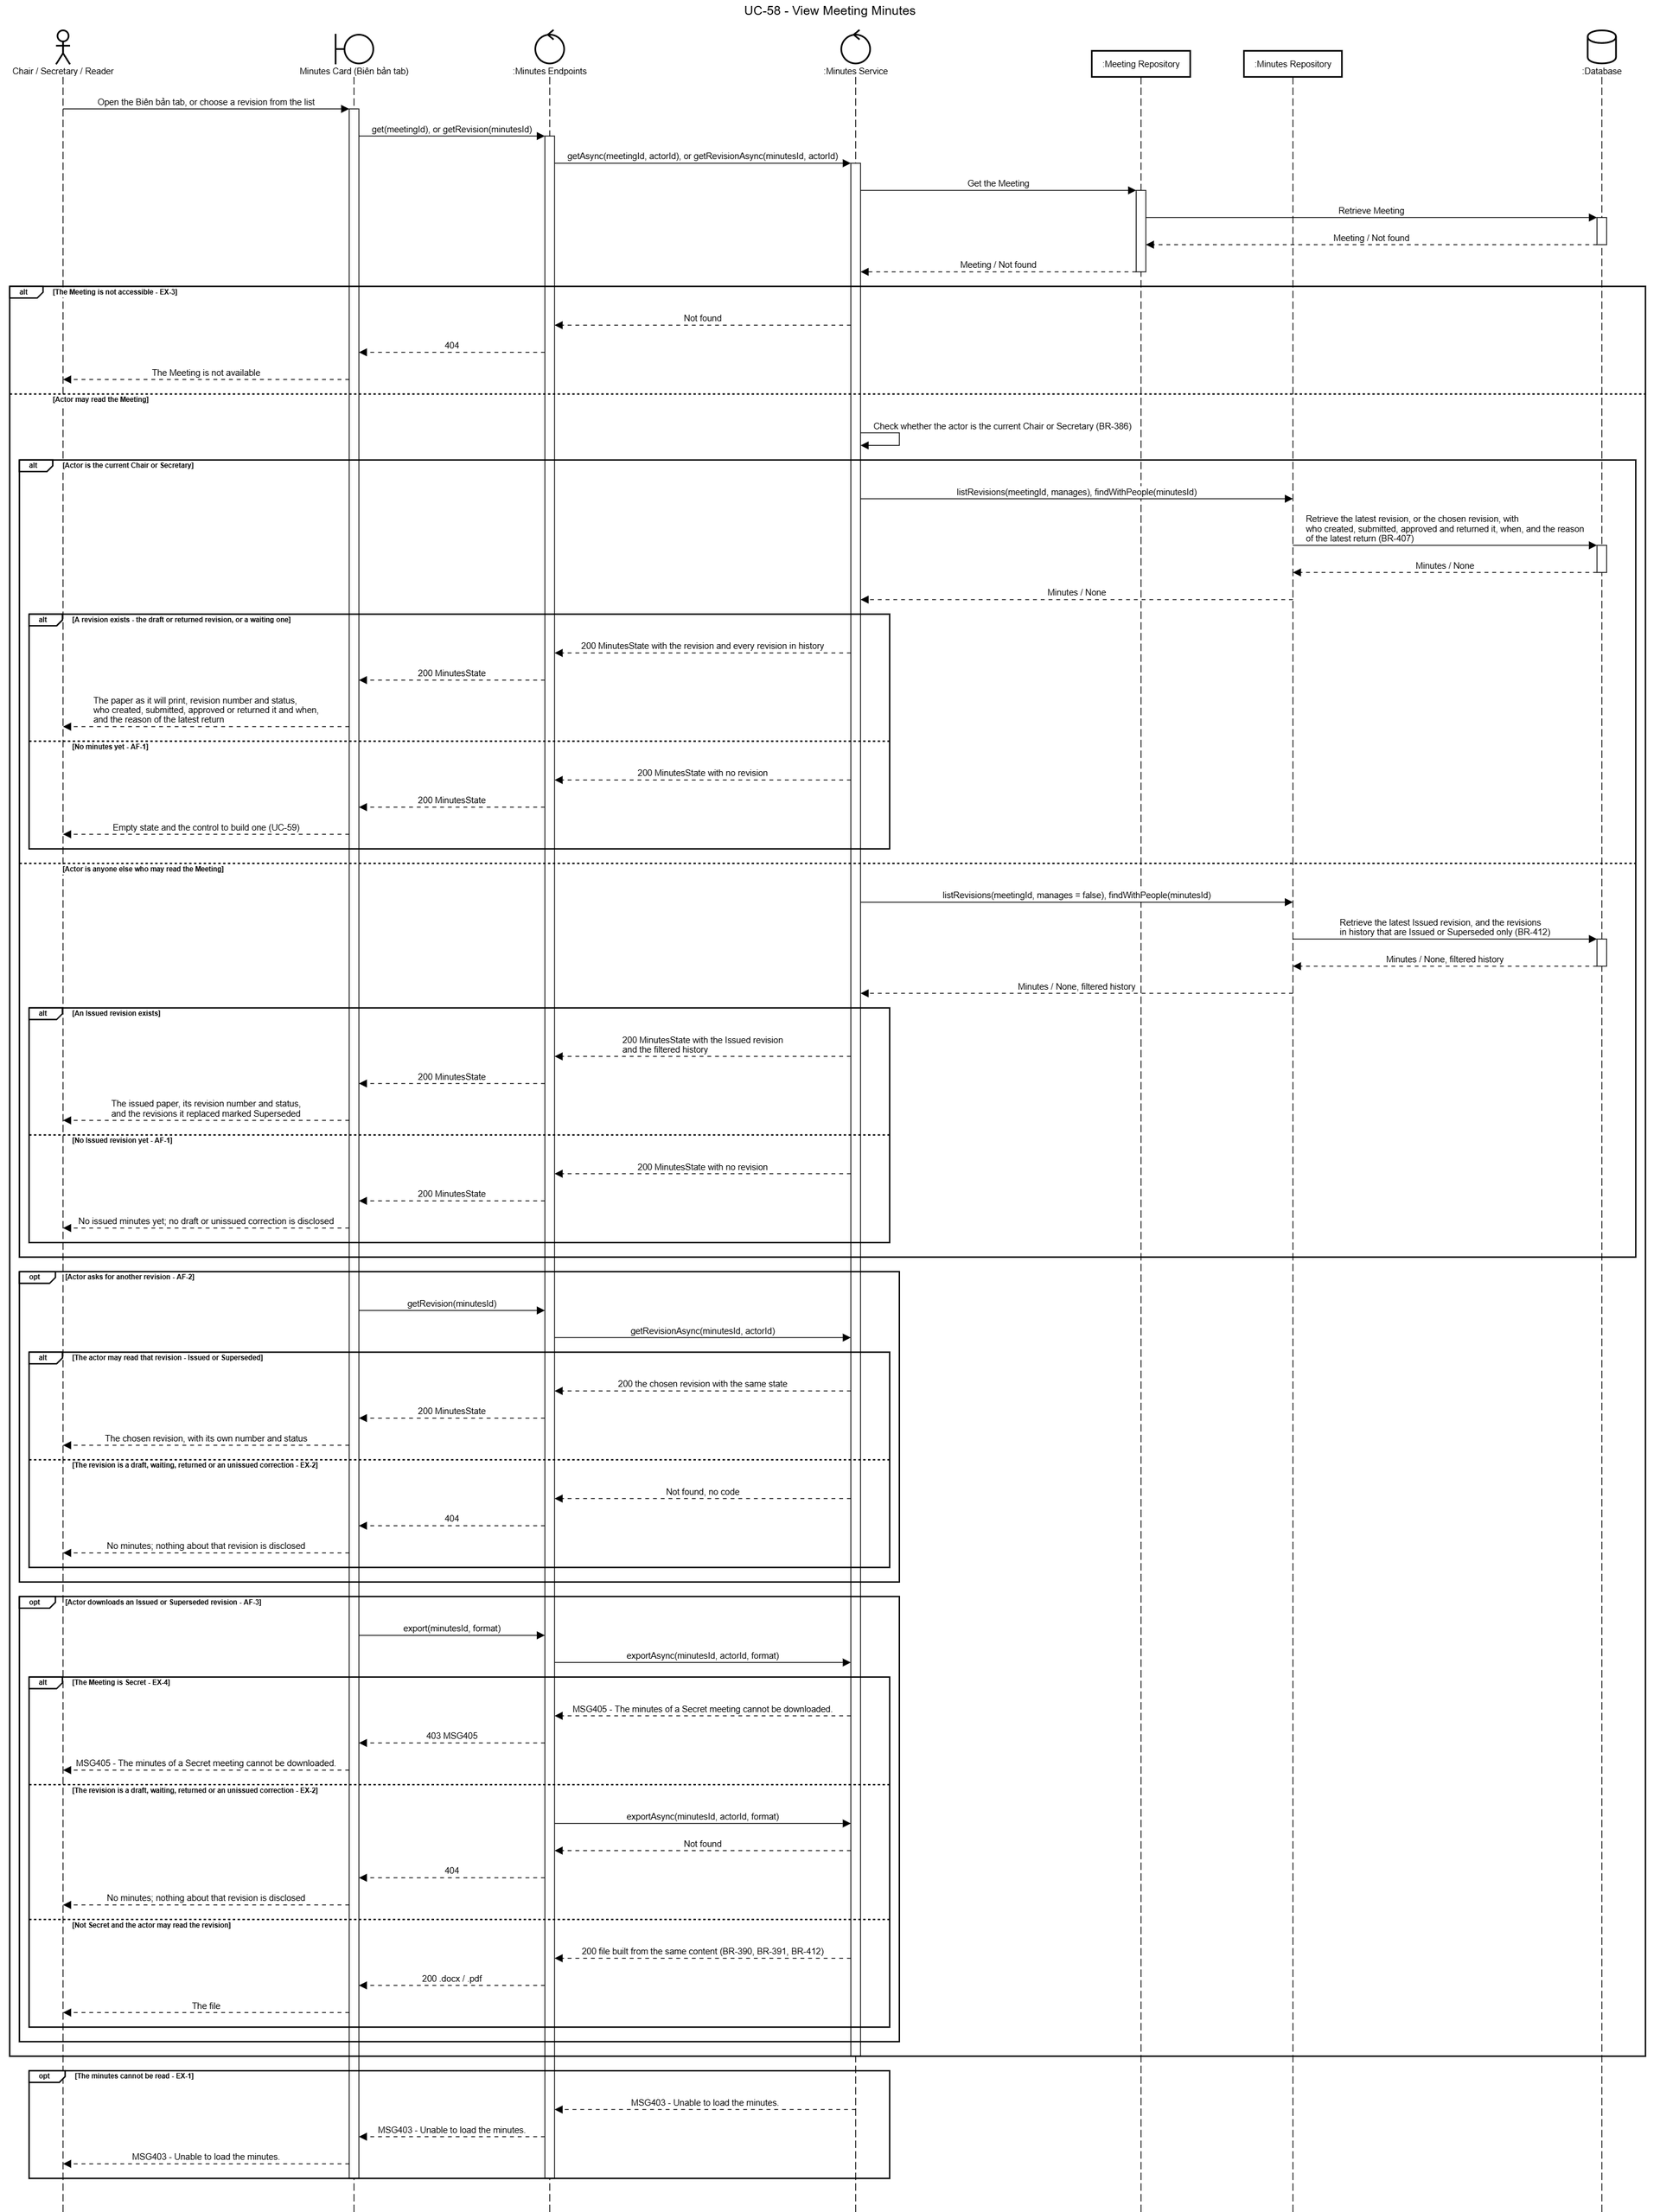 UC-58 - View Meeting Minutes
Chair / Secretary / Reader
Minutes Card (Biên bản tab)
:Minutes Endpoints
:Minutes Service
:Meeting Repository
:Minutes Repository
:Database
Open the Biên bản tab, or choose a revision from the list
get(meetingId), or getRevision(minutesId)
getAsync(meetingId, actorId), or getRevisionAsync(minutesId, actorId)
Get the Meeting
Retrieve Meeting
Meeting / Not found
Meeting / Not found
alt
[The Meeting is not accessible - EX-3]
Not found
404
The Meeting is not available
[Actor may read the Meeting]
Check whether the actor is the current Chair or Secretary (BR-386)
alt
[Actor is the current Chair or Secretary]
listRevisions(meetingId, manages), findWithPeople(minutesId)
Retrieve the latest revision, or the chosen revision, with
who created, submitted, approved and returned it, when, and the reason
of the latest return (BR-407)
Minutes / None
Minutes / None
alt
[A revision exists - the draft or returned revision, or a waiting one]
200 MinutesState with the revision and every revision in history
200 MinutesState
The paper as it will print, revision number and status,
who created, submitted, approved or returned it and when,
and the reason of the latest return
[No minutes yet - AF-1]
200 MinutesState with no revision
200 MinutesState
Empty state and the control to build one (UC-59)
[Actor is anyone else who may read the Meeting]
listRevisions(meetingId, manages = false), findWithPeople(minutesId)
Retrieve the latest Issued revision, and the revisions
in history that are Issued or Superseded only (BR-412)
Minutes / None, filtered history
Minutes / None, filtered history
alt
[An Issued revision exists]
200 MinutesState with the Issued revision
and the filtered history
200 MinutesState
The issued paper, its revision number and status,
and the revisions it replaced marked Superseded
[No Issued revision yet - AF-1]
200 MinutesState with no revision
200 MinutesState
No issued minutes yet; no draft or unissued correction is disclosed
opt
[Actor asks for another revision - AF-2]
getRevision(minutesId)
getRevisionAsync(minutesId, actorId)
alt
[The actor may read that revision - Issued or Superseded]
200 the chosen revision with the same state
200 MinutesState
The chosen revision, with its own number and status
[The revision is a draft, waiting, returned or an unissued correction - EX-2]
Not found, no code
404
No minutes; nothing about that revision is disclosed
opt
[Actor downloads an Issued or Superseded revision - AF-3]
export(minutesId, format)
exportAsync(minutesId, actorId, format)
alt
[The Meeting is Secret - EX-4]
MSG405 - The minutes of a Secret meeting cannot be downloaded.
403 MSG405
MSG405 - The minutes of a Secret meeting cannot be downloaded.
[The revision is a draft, waiting, returned or an unissued correction - EX-2]
exportAsync(minutesId, actorId, format)
Not found
404
No minutes; nothing about that revision is disclosed
[Not Secret and the actor may read the revision]
200 file built from the same content (BR-390, BR-391, BR-412)
200 .docx / .pdf
The file
opt
[The minutes cannot be read - EX-1]
MSG403 - Unable to load the minutes.
MSG403 - Unable to load the minutes.
MSG403 - Unable to load the minutes.